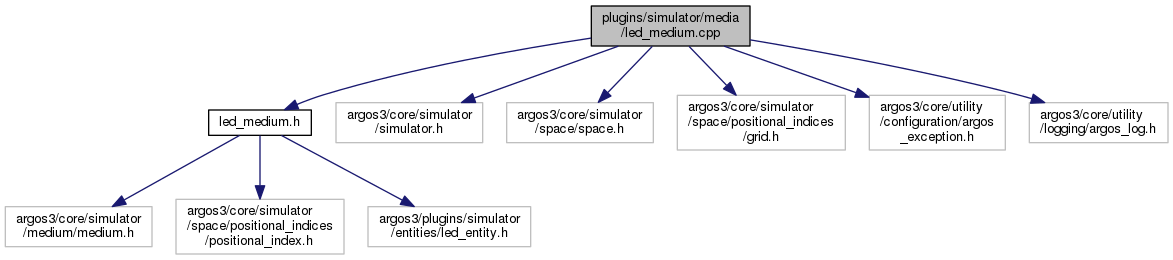 plugins/simulator/media
/led_medium.cpp
led_medium.h
argos3/core/simulator
/simulator.h
argos3/core/simulator
/space/space.h
argos3/core/simulator
/space/positional_indices
/grid.h
argos3/core/utility
/configuration/argos
_exception.h
argos3/core/utility
/logging/argos_log.h
argos3/core/simulator
/medium/medium.h
argos3/core/simulator
/space/positional_indices
/positional_index.h
argos3/plugins/simulator
/entities/led_entity.h